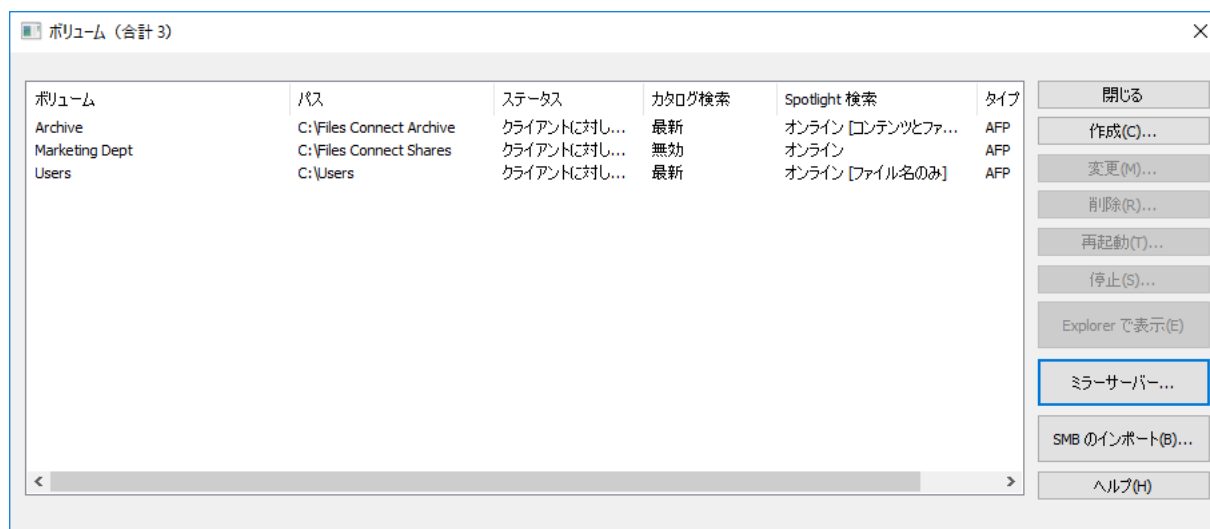 ボリューム（合計 3）
ボリューム パス ステータス カタログ検索 Spotlight 検索 タイプ
Archive C:\Files Connect Archive クライアントに対し... 最新 オンライン [コンテンツとファ... AFP
Marketing Dept C:\Files Connect Shares クライアントに対し... 無効 オンライン AFP
Users C:\Users クライアントに対し... 最新 オンライン [ファイル名のみ] AFP
閉じる
作成(C)...
変更(M)...
削除(R)...
再起動(T)...
停止(S)...
Explorer で表示(E)
ミラーサーバー...
SMB のインポート(B)...
ヘルプ(H)